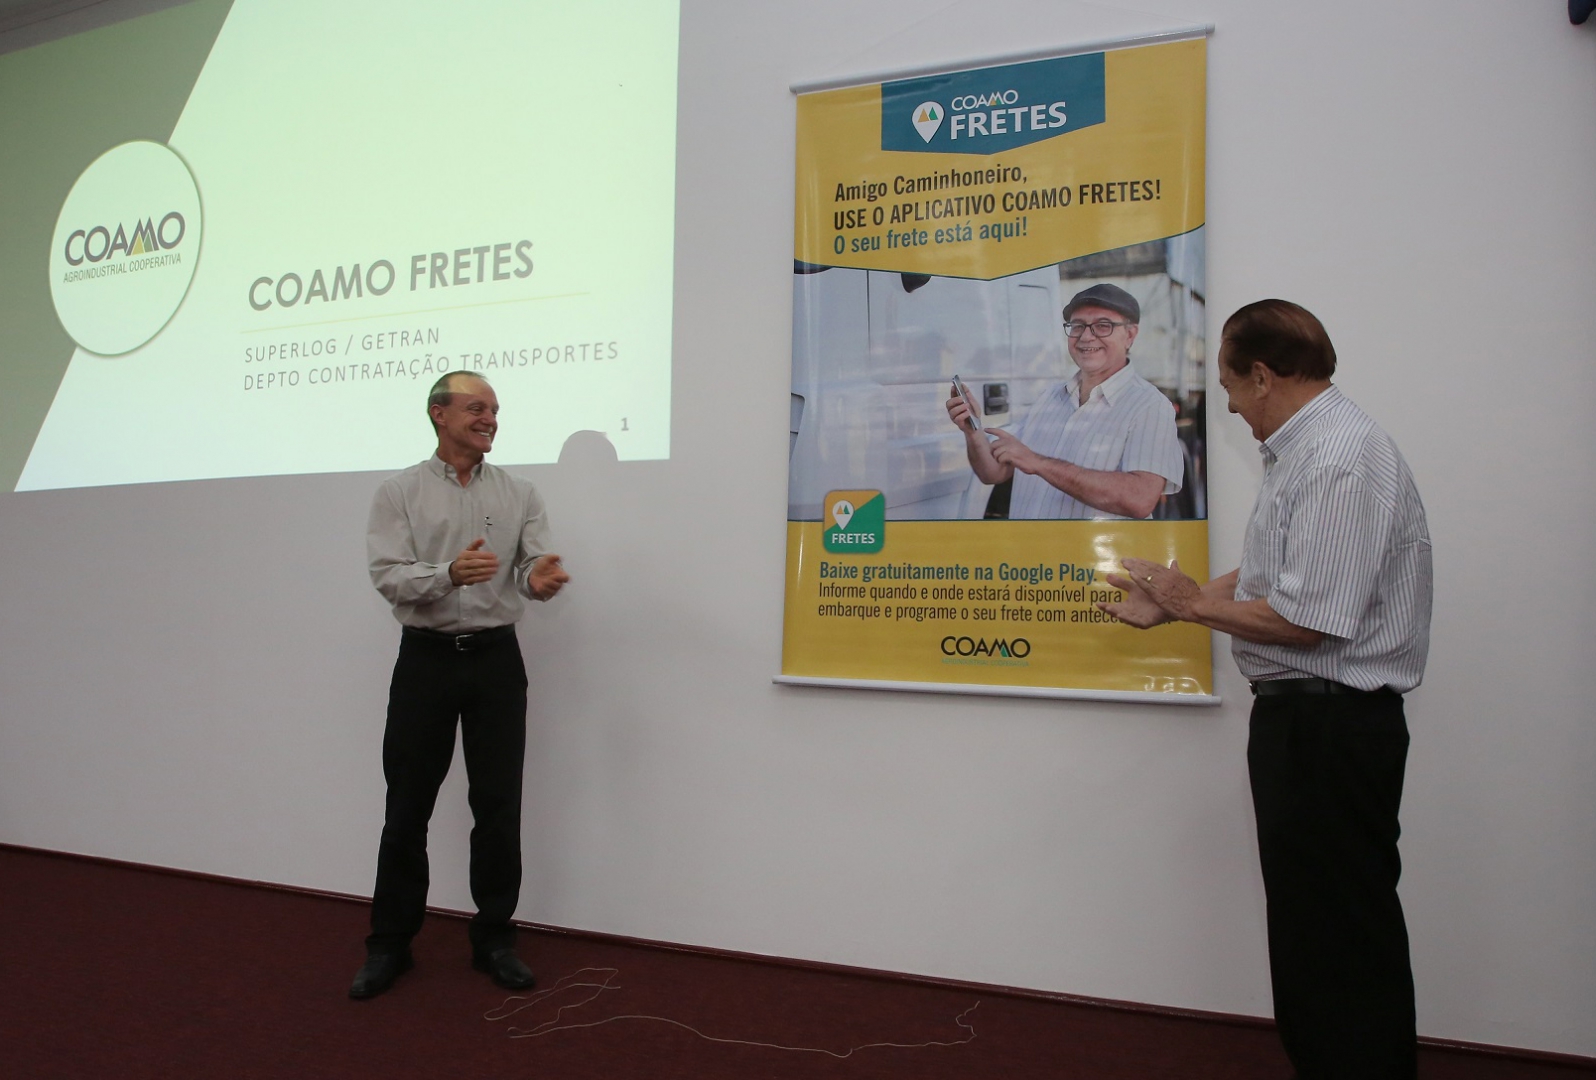 COAMO
AGROINDUSTRIAL COOPERATIVA
COAMO FRETES
SUPERLOG / GETRAN
DEPTO CONTRATAÇÃO TRANSPORTES
1
COAMO
FRETES
Amigo Caminhoneiro,
USE O APLICATIVO COAMO FRETES!
O seu frete está aqui!
FRETES
Baixe gratuitamente na Google Play.
Informe quando e onde estará disponível para
embarque e programe o seu frete com
COAMO
AGROINDUSTRIAL COOPERATIVA